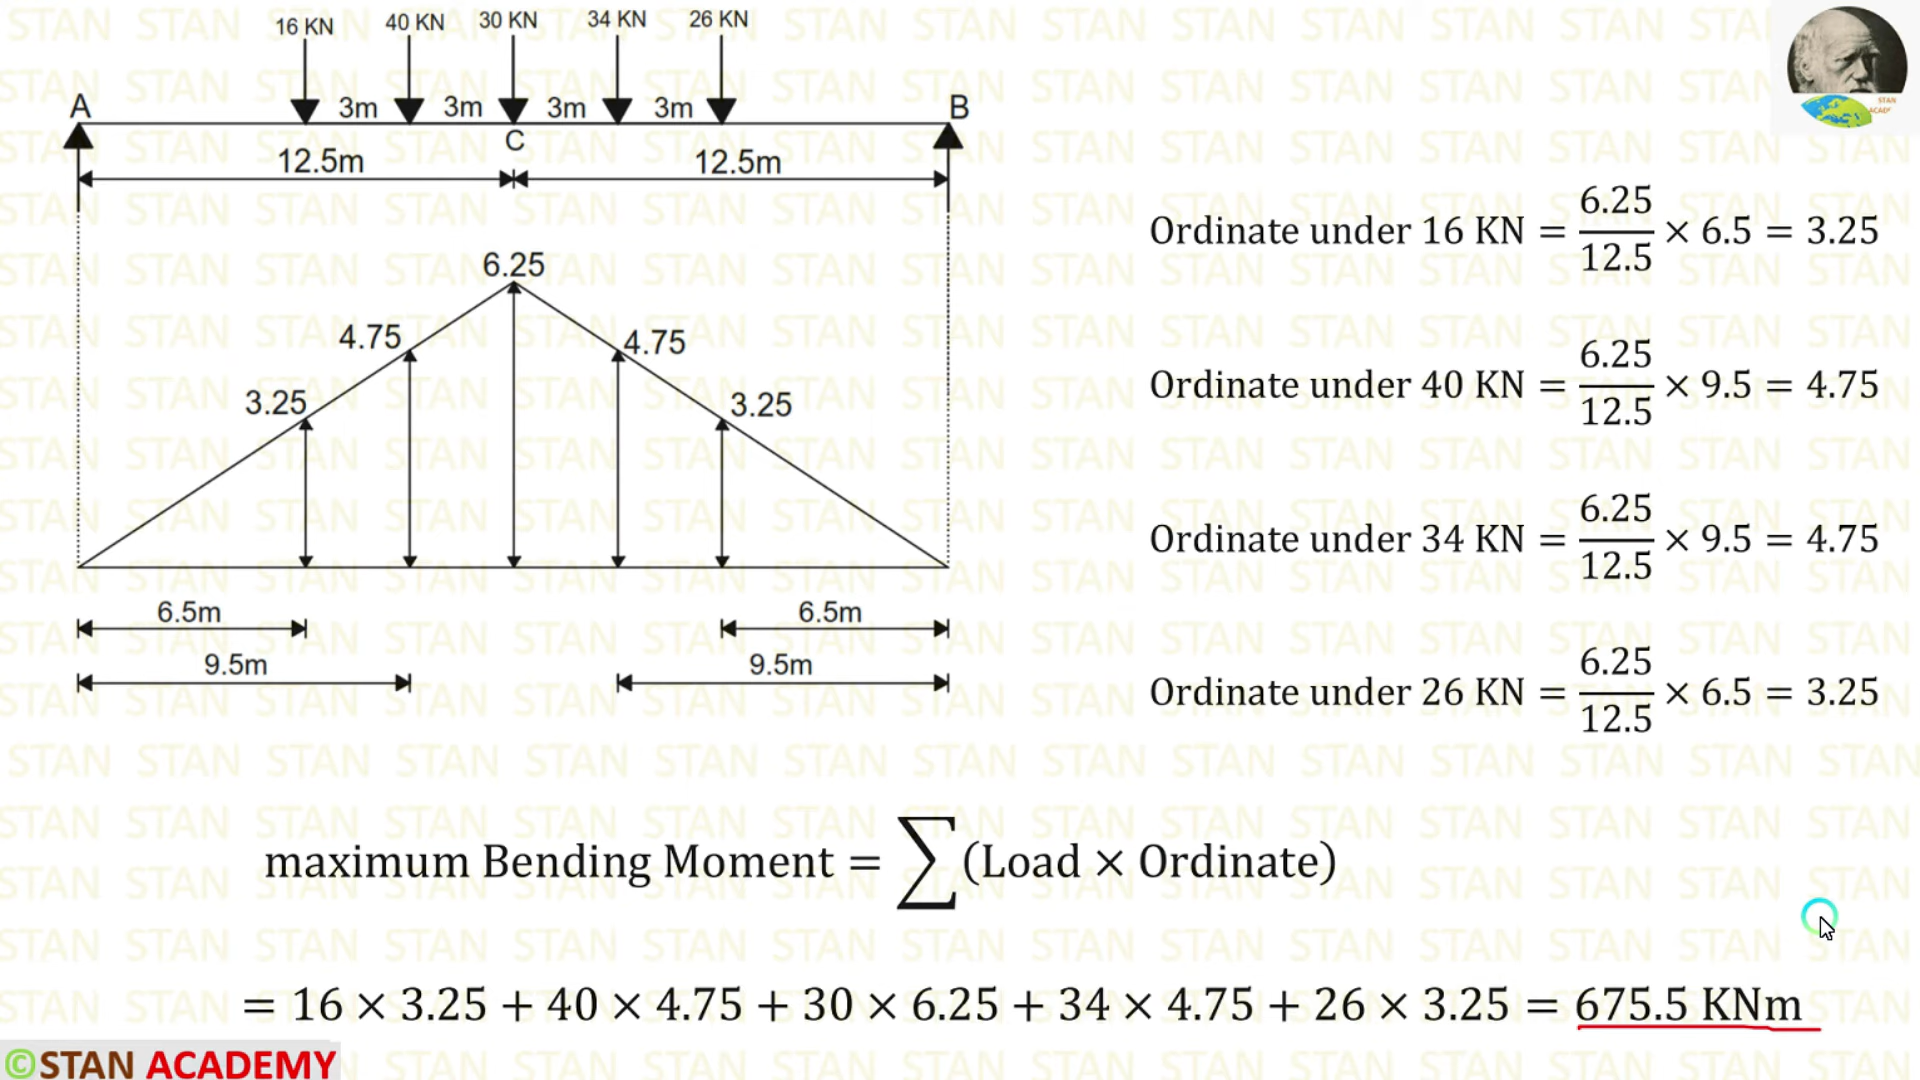 16 KN 40 KN 30 KN 34 KN 26 KN
A 3m 3m 3m 3m B
C
12.5m 12.5m
6.25
4.75 4.75
3.25 3.25
6.5m 6.5m
9.5m 9.5m
STAN ACADEMY
Ordinate under 16 KN = 6.25/12.5 × 6.5 = 3.25
Ordinate under 40 KN = 6.25/12.5 × 9.5 = 4.75
Ordinate under 34 KN = 6.25/12.5 × 9.5 = 4.75
Ordinate under 26 KN = 6.25/12.5 × 6.5 = 3.25
maximum Bending Moment = ∑(Load × Ordinate)
= 16 × 3.25 + 40 × 4.75 + 30 × 6.25 + 34 × 4.75 + 26 × 3.25 = 675.5 KNm
©STAN ACADEMY